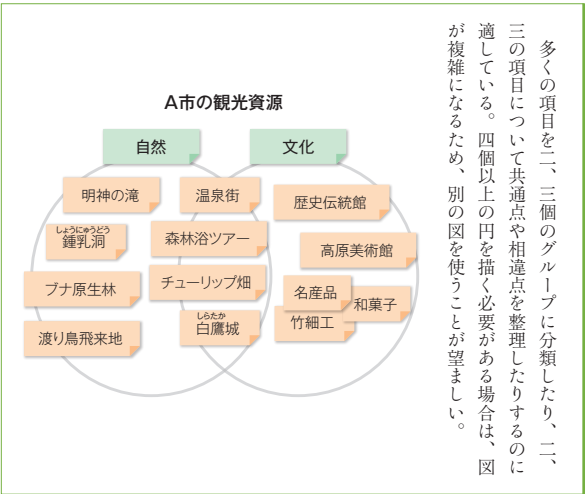 多くの項目を二、三個のグループに分類したり、二、
三の項目について共通点や相違点を整理したりするのに
適している。四個以上の円を描く必要がある場合は、図
が複雑になるため、別の図を使うことが望ましい。
A市の観光資源
自然
文化
明神の滝
しょうにゅうどう
鍾乳洞
ブナ原生林
渡り鳥飛来地
温泉街
森林浴ツアー
チューリップ畑
しらたか
白鷹城
歴史伝統館
高原美術館
名産品
和菓子
竹細工